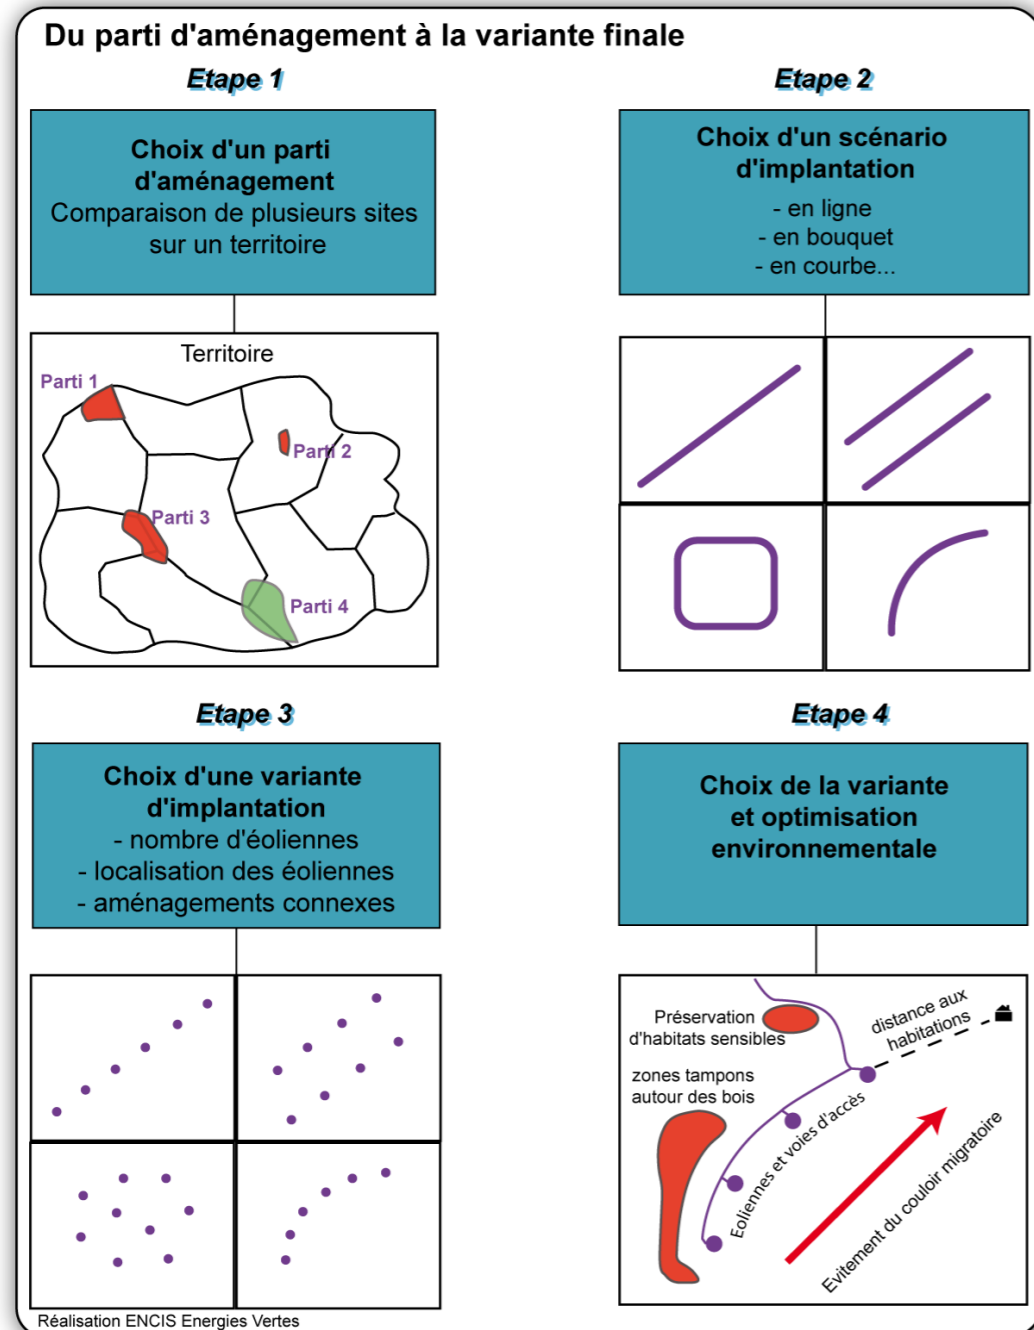 Du parti d'aménagement à la variante finale
Etape 1
Choix d'un parti
d'aménagement
Comparaison de plusieurs sites
sur un territoire
Territoire
Parti 1
Parti 2
Parti 3
Parti 4
Etape 2
Choix d'un scénario
d'implantation
- en ligne
- en bouquet
- en courbe...
Etape 3
Choix d'une variante
d'implantation
- nombre d'éoliennes
- localisation des éoliennes
- aménagements connexes
Etape 4
Choix de la variante
et optimisation
environnementale
Préservation
d'habitats sensibles
distance aux
habitations
zones tampons
autour des bois
Eoliennes et voies d'accès
Evitement du couloir migratoire
Réalisation ENCIS Energies Vertes